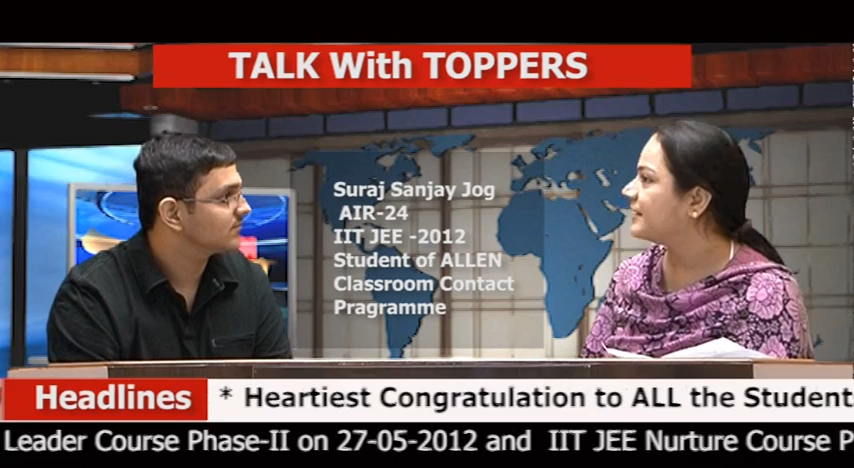 TALK With TOPPERS
Suraj Sanjay Jog
AIR-24
IIT JEE -2012
Student of ALLEN
Classroom Contact
Pragramme
Headlines * Heartiest Congratulation to ALL the Student
Leader Course Phase-II on 27-05-2012 and IIT JEE Nurture Course P